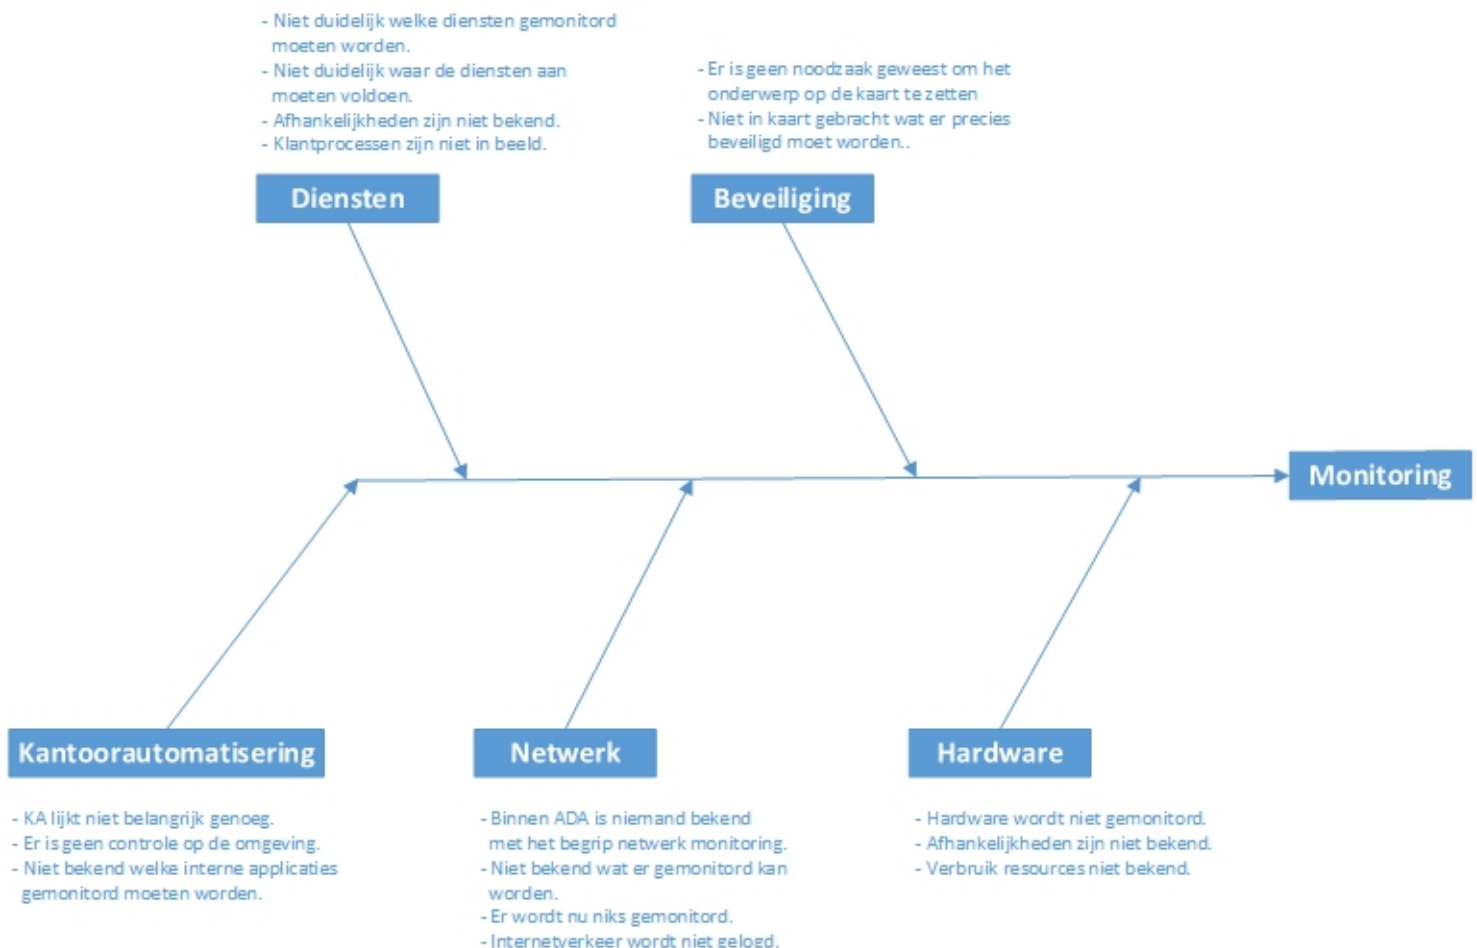 - Niet duidelijk welke diensten gemonitord
moeten worden.
- Niet duidelijk waar de diensten aan
moeten voldoen.
- Afhankelijkheden zijn niet bekend.
- Klantprocessen zijn niet in beeld.
- Er is geen noodzaak geweest om het
onderwerp op de kaart te zetten
- Niet in kaart gebracht wat er precies
beveiligd moet worden..
Diensten
Beveiliging
Monitoring
Kantoorautomatisering
Netwerk
Hardware
- KA lijkt niet belangrijk genoeg.
- Er is geen controle op de omgeving.
- Niet bekend welke interne applicaties
gemonitord moeten worden.
- Binnen ADA is niemand bekend
met het begrip netwerk monitoring.
- Niet bekend wat er gemonitord kan
worden.
- Er wordt nu niks gemonitord.
- Internetverkeer wordt niet gelogd.
- Hardware wordt niet gemonitord.
- Afhankelijkheden zijn niet bekend.
- Verbruik resources niet bekend.